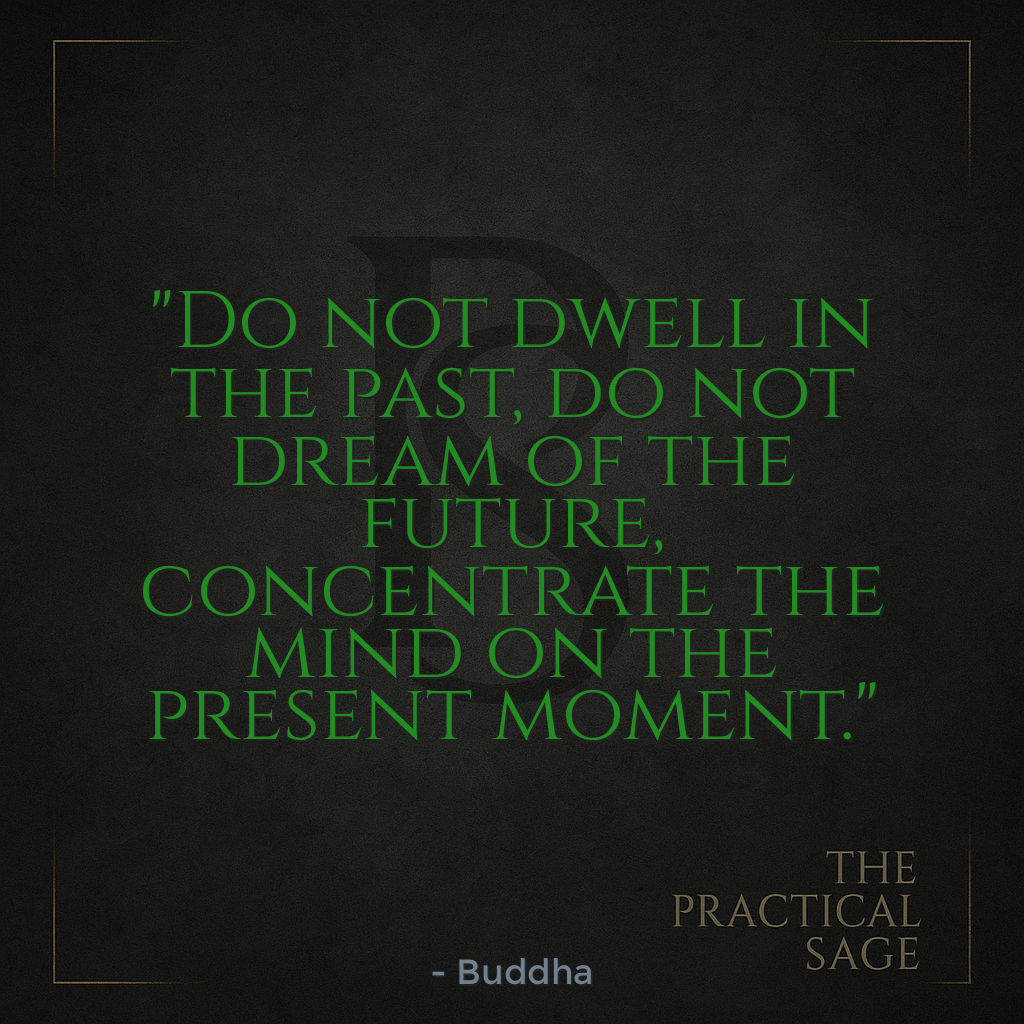 "Do not dwell in
the past, do not
dream of the
future,
concentrate the
mind on the
present moment."
THE
PRACTICAL
SAGE
- Buddha